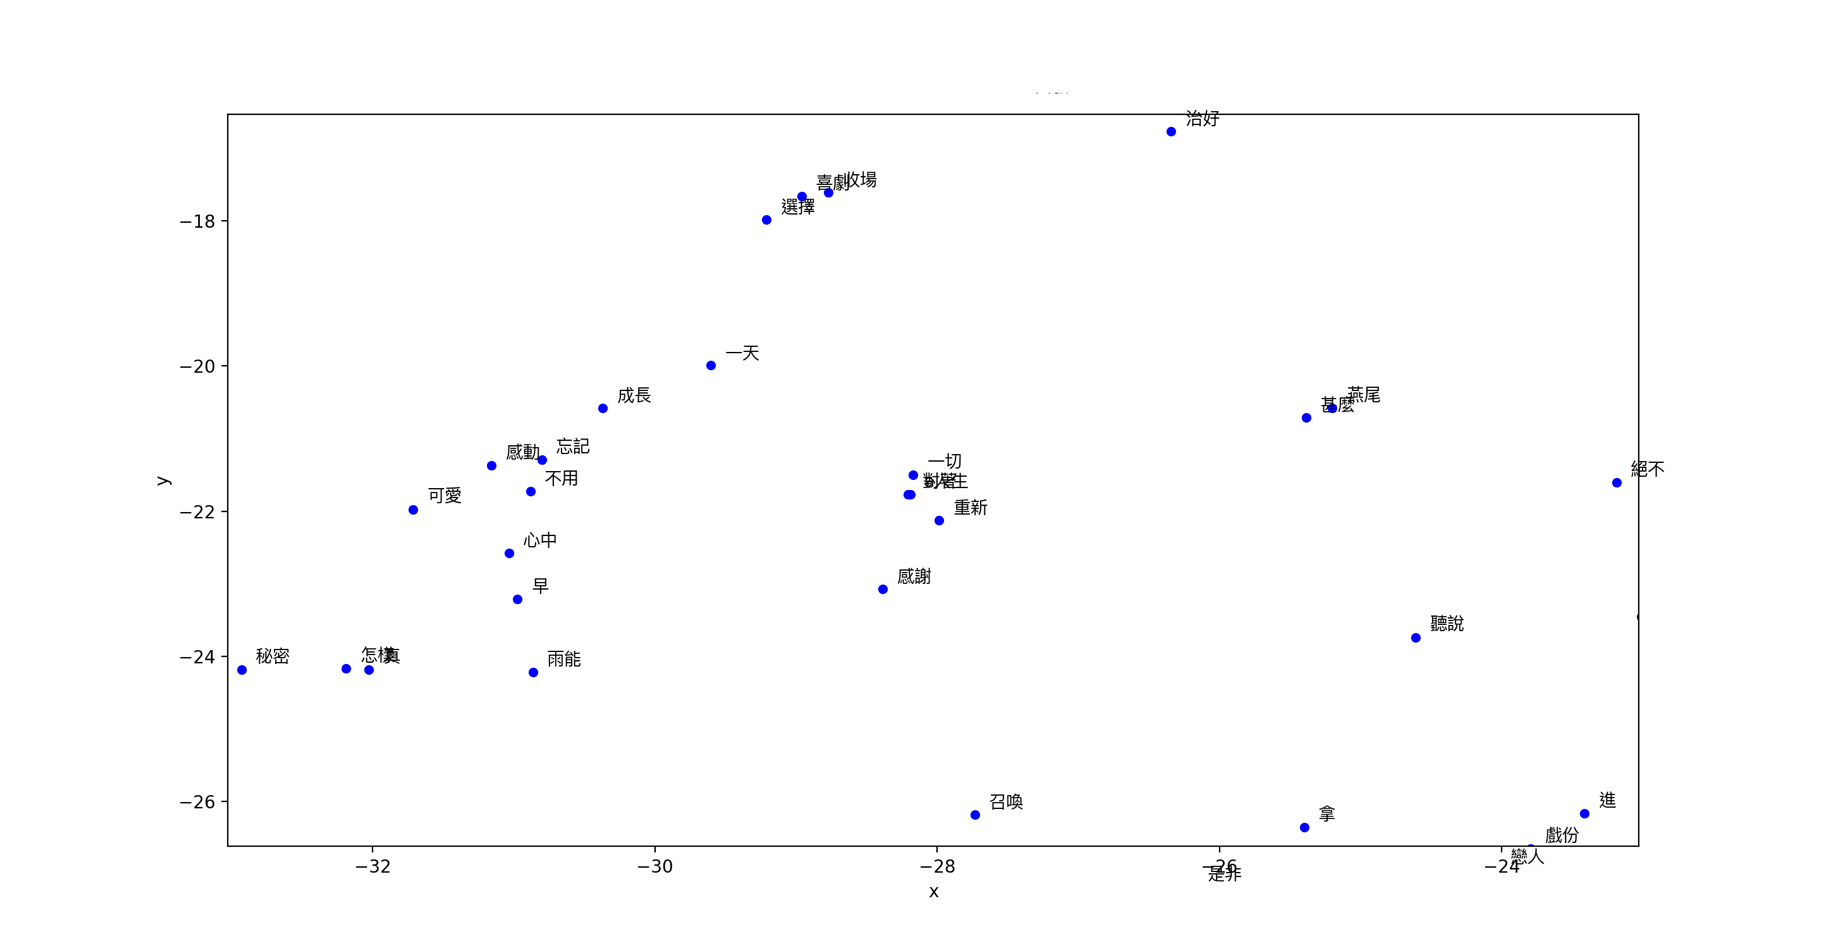 治好
喜劇
收場
選擇
−18
一天
−20
成長
燕尾
甚麼
感動
忘記
一切
不用
絕不
y
可愛
重新
−22
心中
感謝
早
聽說
秘密
怎樣
真
雨能
−24
召喚
進
−26
拿
戲份
戀人
−32
−30
−28
−26
−24
是非
x